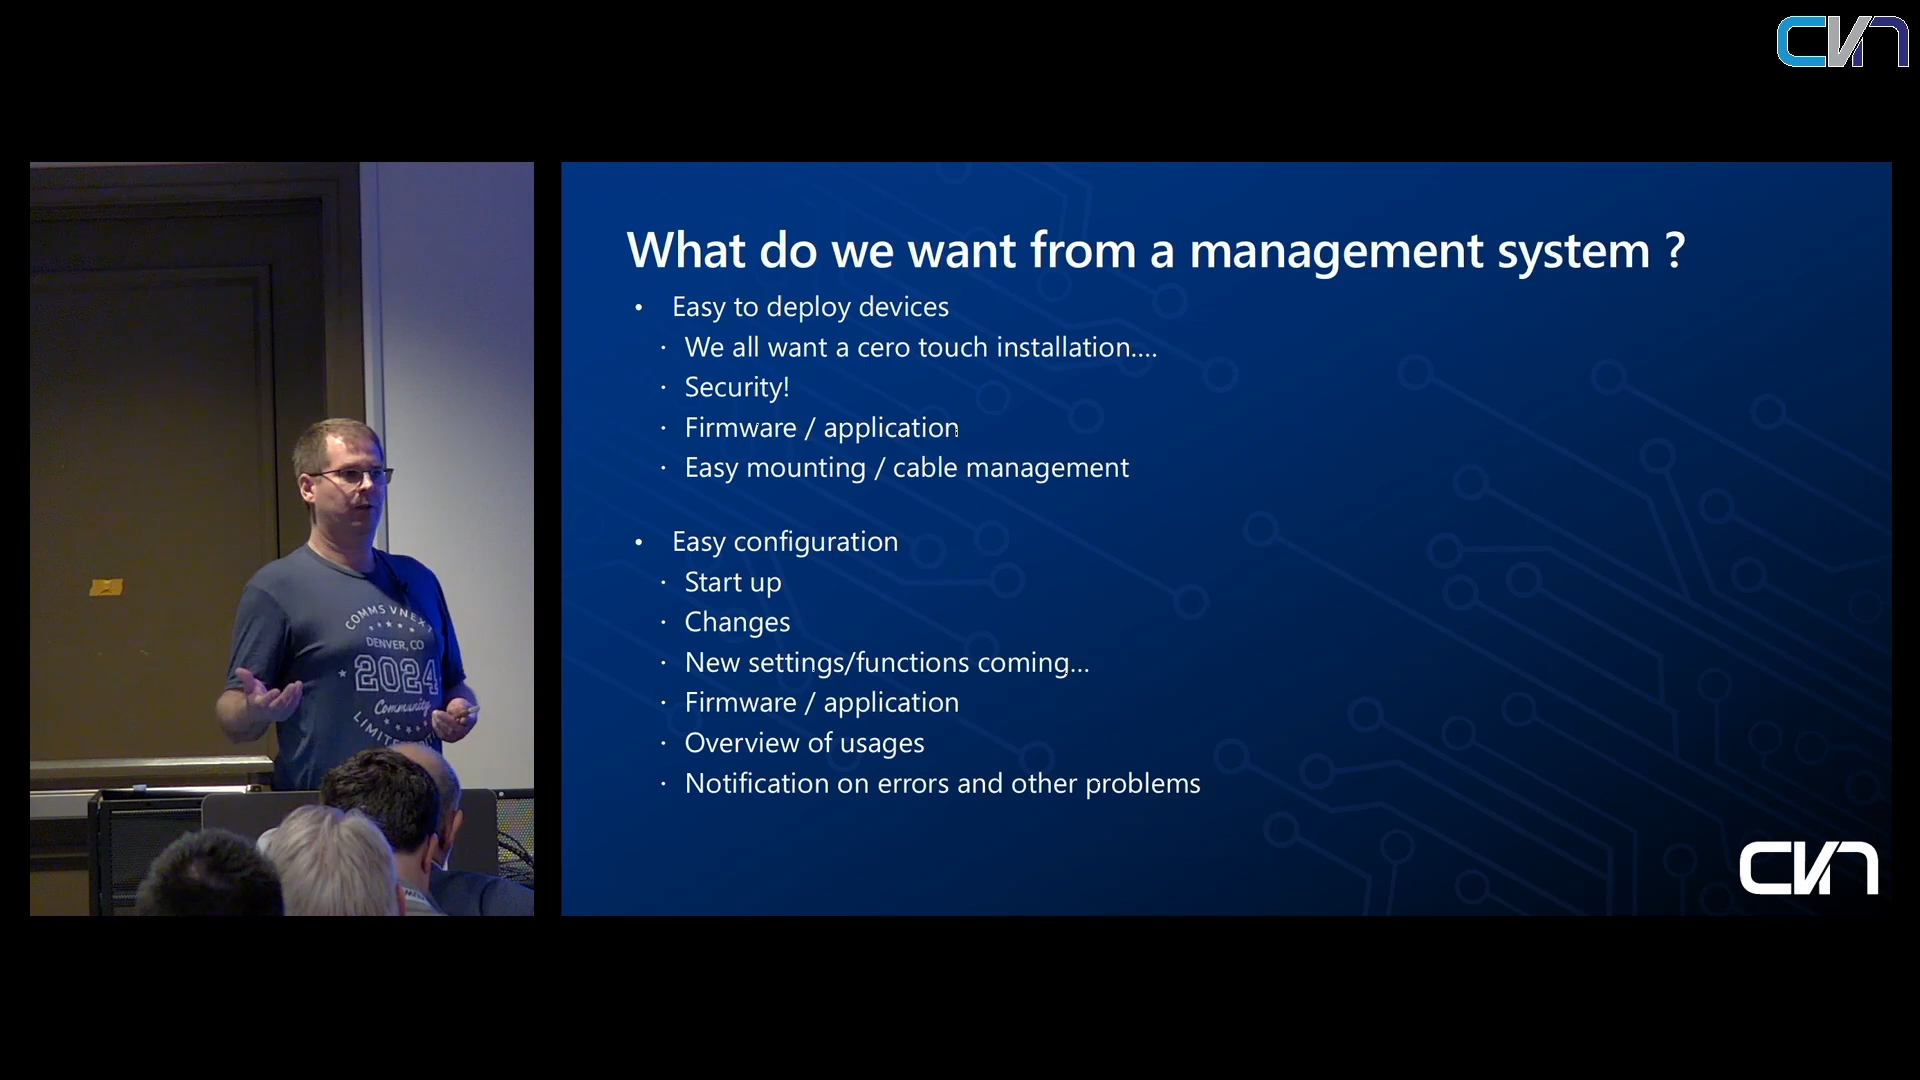 CVN
What do we want from a management system ?
• Easy to deploy devices
· We all want a cero touch installation....
· Security!
· Firmware / application
· Easy mounting / cable management
• Easy configuration
· Start up
· Changes
· New settings/functions coming...
· Firmware / application
· Overview of usages
· Notification on errors and other problems
COMMS VNEXT
DENVER, CO
2024
Community
CVN